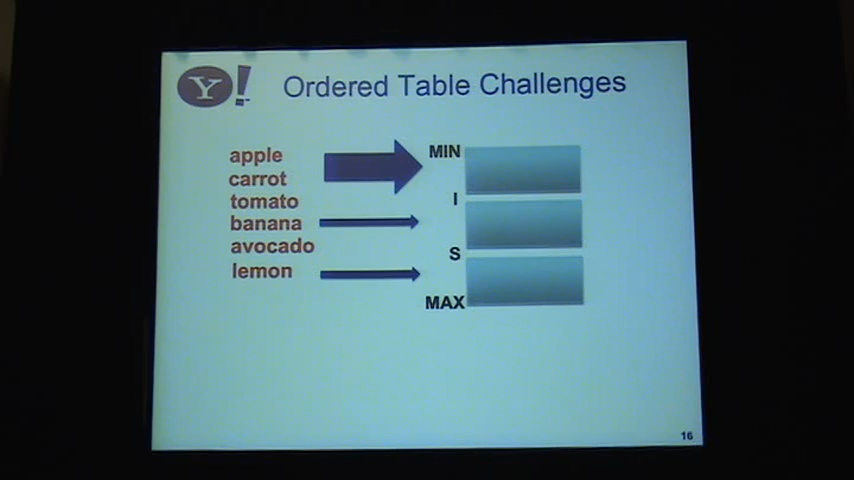 Y! Ordered Table Challenges
apple
carrot
tomato
banana
avocado
lemon
MIN
I
S
MAX
16